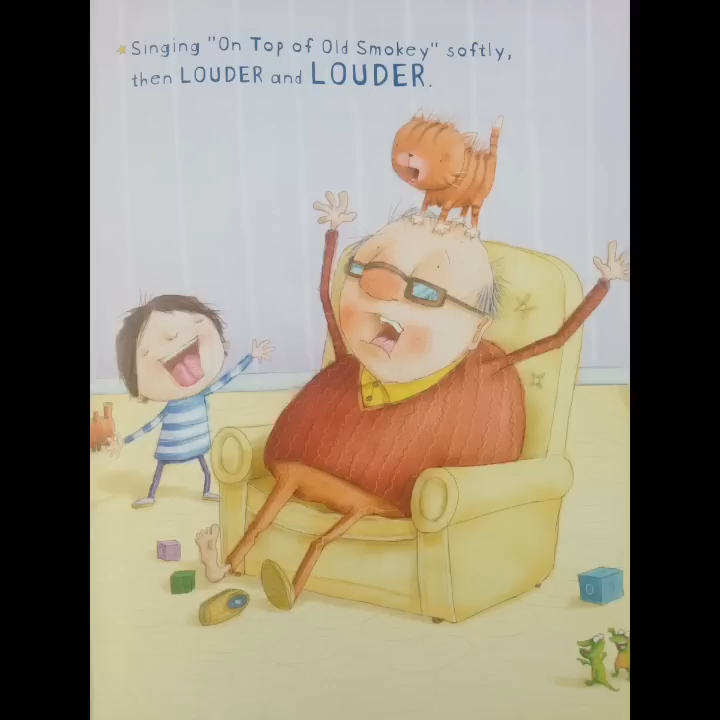 Singing "On Top of Old Smokey" softly,
then LOUDER and LOUDER.